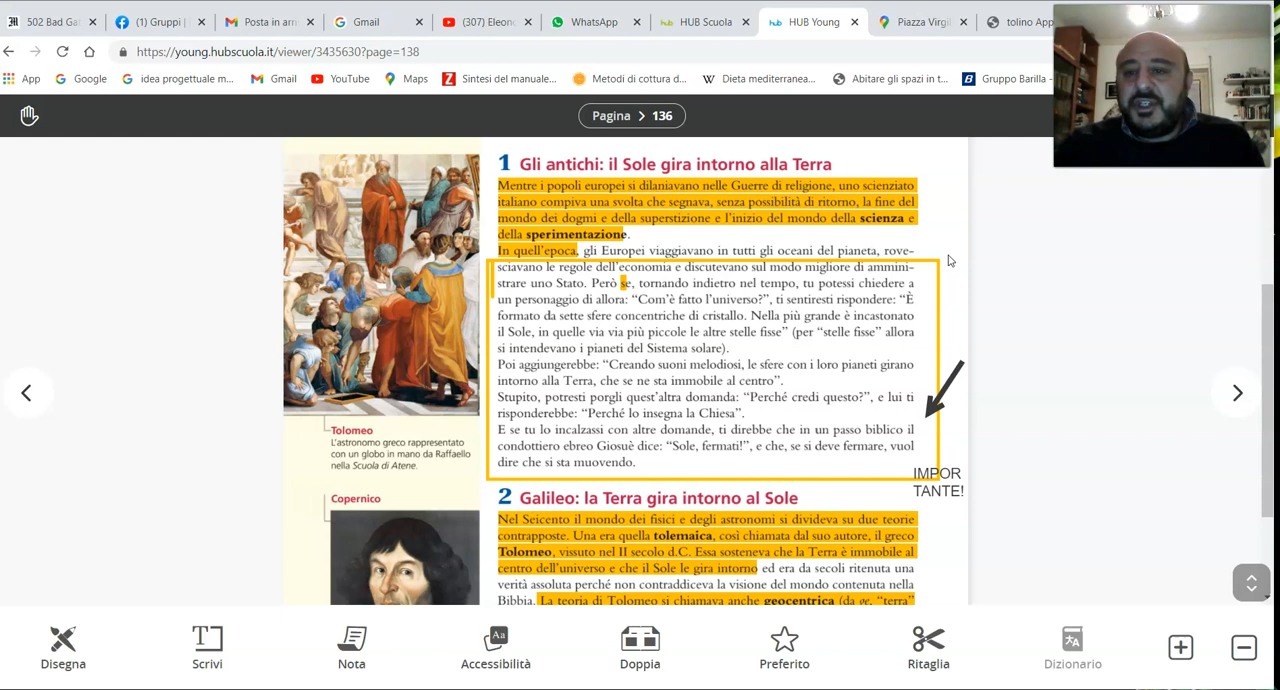 502 Bad Gat
(1) Gruppi |
Posta in arri
Gmail
(307) Eleon
WhatsApp
HUB Scuola
HUB Young
Piazza Virgil
tolino App
https://young.hubscuola.it/viewer/3435630?page=138
App
Google
idea progettuale m...
Gmail
YouTube
Maps
Sintesi del manuale...
Metodi di cottura d...
Dieta mediterranea...
Abitare gli spazi in t...
Gruppo Barilla -
Pagina > 136
1 Gli antichi: il Sole gira intorno alla Terra
Mentre i popoli europei si dilaniavano nelle Guerre di religione, uno scienziato
italiano compiva una svolta che segnava, senza possibilità di ritorno, la fine del
mondo dei dogmi e della superstizione e l'inizio del mondo della scienza e
della sperimentazione.
In quell'epoca, gli Europei viaggiavano in tutti gli oceani del pianeta, rove-
sciavano le regole dell'economia e discutevano sul modo migliore di ammini-
strare uno Stato. Però se, tornando indietro nel tempo, tu potessi chiedere a
un personaggio di allora: “Com'è fatto l'universo?”, ti sentiresti rispondere: “È
formato da sette sfere concentriche di cristallo. Nella più grande è incastonato
il Sole, in quelle via via più piccole le altre stelle fisse” (per “stelle fisse” allora
si intendevano i pianeti del Sistema solare).
Poi aggiungerebbe: “Creando suoni melodiosi, le sfere con i loro pianeti girano
intorno alla Terra, che se ne sta immobile al centro”.
Stupito, potresti porgli quest'altra domanda: “Perché credi questo?”, e lui ti
risponderebbe: “Perché lo insegna la Chiesa”.
E se tu lo incalzassi con altre domande, ti direbbe che in un passo biblico il
condottiero ebreo Giosuè dice: “Sole, fermati!”, e che, se si deve fermare, vuol
dire che si sta muovendo.
IMPOR
TANTE!
Tolomeo
L'astronomo greco rappresentato
con un globo in mano da Raffaello
nella Scuola di Atene.
Copernico
2 Galileo: la Terra gira intorno al Sole
Nel Seicento il mondo dei fisici e degli astronomi si divideva su due teorie
contrapposte. Una era quella tolemaica, così chiamata dal suo autore, il greco
Tolomeo, vissuto nel II secolo d.C. Essa sosteneva che la Terra è immobile al
centro dell'universo e che il Sole le gira intorno ed era da secoli ritenuta una
verità assoluta perché non contraddiceva la visione del mondo contenuta nella
Bibbia. La teoria di Tolomeo si chiamava anche geocentrica (da ge, “terra”
Disegna
Scrivi
Nota
Accessibilità
Doppia
Preferito
Ritaglia
Dizionario